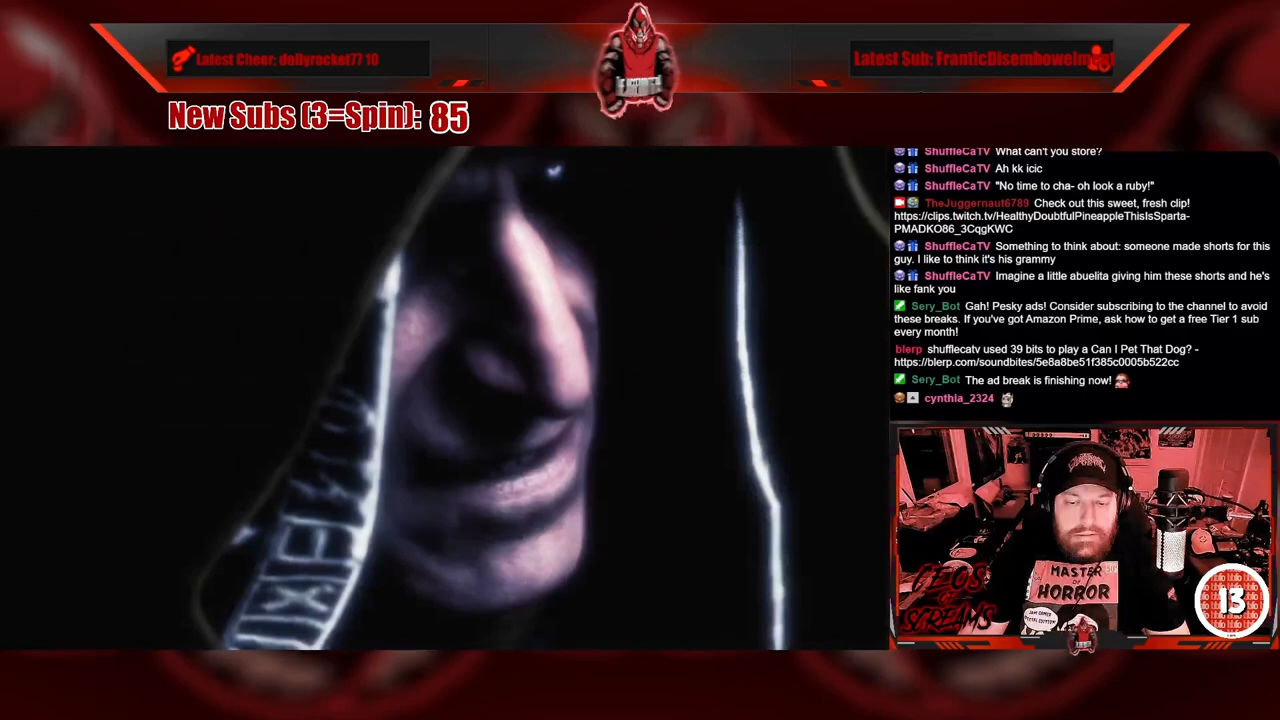 Latest Cheer: dollyrocket77 10
Latest Sub: FranticDisembowelment
New Subs (3=Spin): 85
ShuffleCaTV What can't you store?
ShuffleCaTV Ah kk icic
ShuffleCaTV "No time to cha- oh look a ruby!"
TheJuggernaut6789 Check out this sweet, fresh clip!
https://clips.twitch.tv/HealthyDoubtfulPineappleThisIsSparta-
PMADKO86_3CqgKWC
ShuffleCaTV Something to think about: someone made shorts for this
guy. I like to think it's his grammy
ShuffleCaTV Imagine a little abuelita giving him these shorts and he's
like fank you
Sery_Bot Gah! Pesky ads! Consider subscribing to the channel to avoid
these breaks. If you've got Amazon Prime, ask how to get a free Tier 1 sub
every month!
blerp shufflecatv used 39 bits to play a Can I Pet That Dog? -
https://blerp.com/soundbites/5e8a8be51f385c0005b522cc
Sery_Bot The ad break is finishing now!
cynthia_2324
MASTER
OF
HORROR
SCREAMS
13